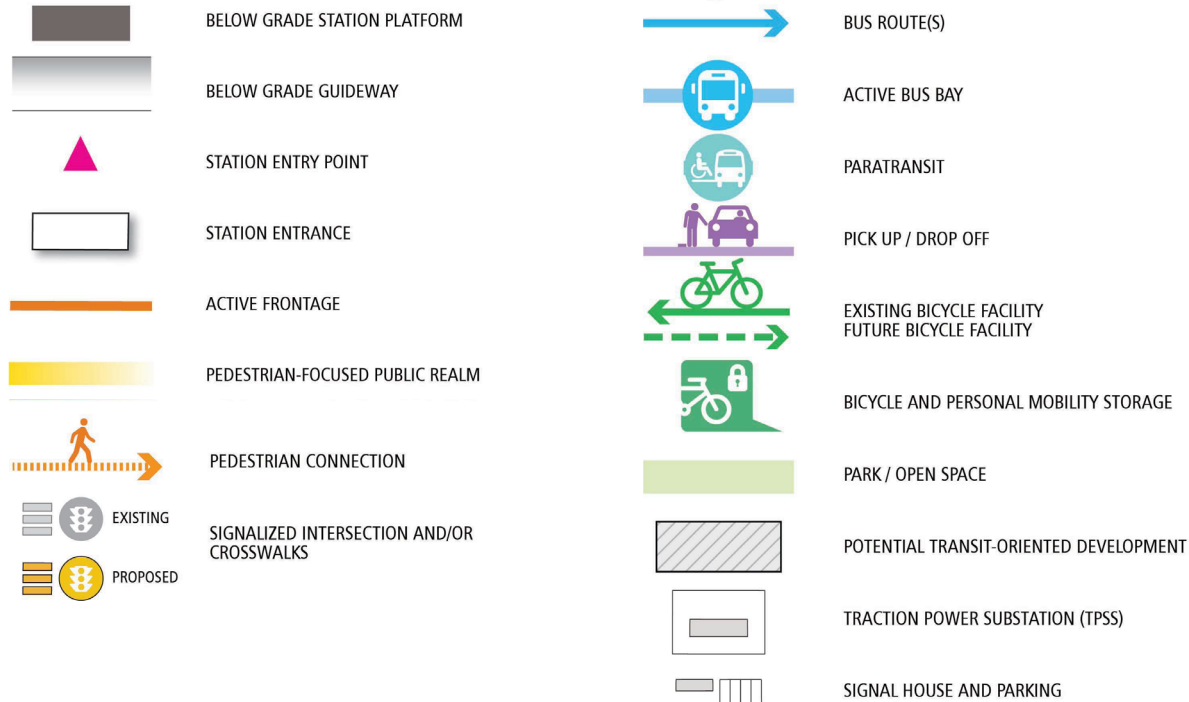 BELOW GRADE STATION PLATFORM
BELOW GRADE GUIDEWAY
STATION ENTRY POINT
STATION ENTRANCE
ACTIVE FRONTAGE
PEDESTRIAN-FOCUSED PUBLIC REALM
PEDESTRIAN CONNECTION
EXISTING
SIGNALIZED INTERSECTION AND/OR
CROSSWALKS
PROPOSED
BUS ROUTE(S)
ACTIVE BUS BAY
PARATRANSIT
PICK UP / DROP OFF
EXISTING BICYCLE FACILITY
FUTURE BICYCLE FACILITY
BICYCLE AND PERSONAL MOBILITY STORAGE
PARK / OPEN SPACE
POTENTIAL TRANSIT-ORIENTED DEVELOPMENT
TRACTION POWER SUBSTATION (TPSS)
SIGNAL HOUSE AND PARKING